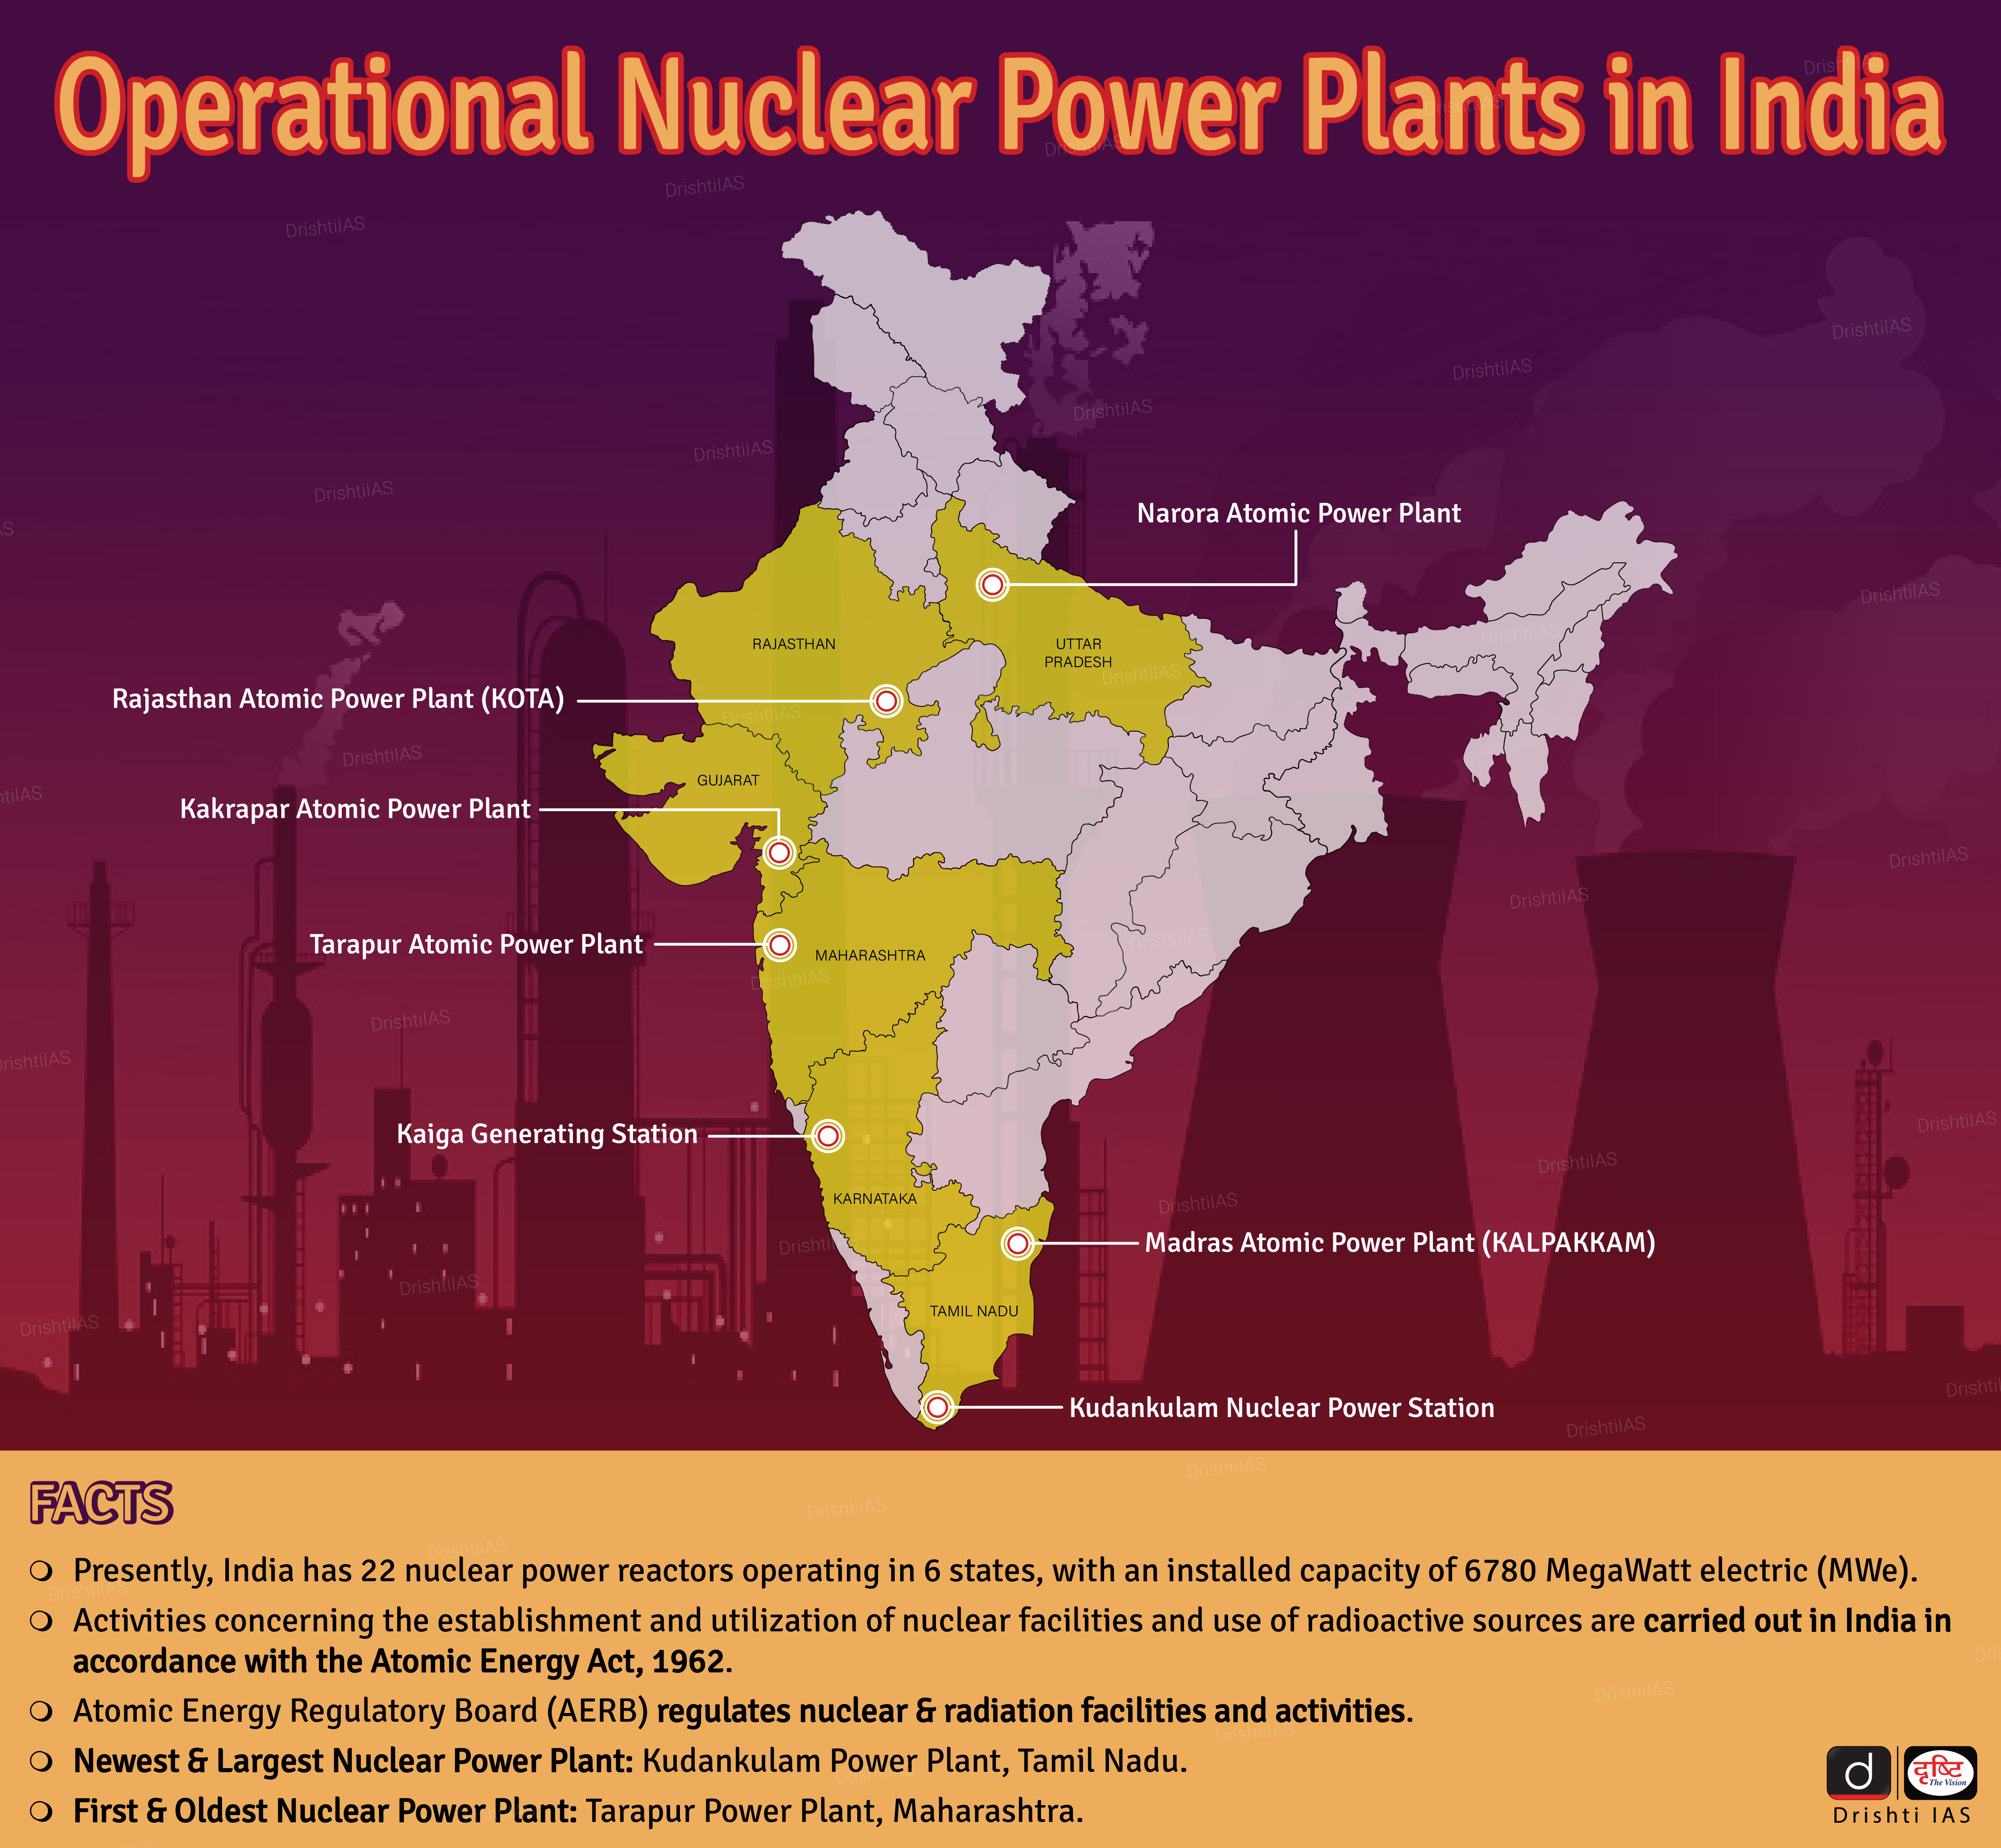 Operational Nuclear Power Plants in India
Narora Atomic Power Plant
RAJASTHAN
UTTAR
PRADESH
Rajasthan Atomic Power Plant (KOTA)
GUJARAT
Kakrapar Atomic Power Plant
Tarapur Atomic Power Plant
MAHARASHTRA
Kaiga Generating Station
KARNATAKA
Madras Atomic Power Plant (KALPAKKAM)
TAMIL NADU
Kudankulam Nuclear Power Station
FACTS
Presently, India has 22 nuclear power reactors operating in 6 states, with an installed capacity of 6780 MegaWatt electric (MWe).
Activities concerning the establishment and utilization of nuclear facilities and use of radioactive sources are carried out in India in
accordance with the Atomic Energy Act, 1962.
Atomic Energy Regulatory Board (AERB) regulates nuclear & radiation facilities and activities.
Newest & Largest Nuclear Power Plant: Kudankulam Power Plant, Tamil Nadu.
First & Oldest Nuclear Power Plant: Tarapur Power Plant, Maharashtra.
d
दृष्टि
The Vision
Drishti IAS
DrishtiIAS